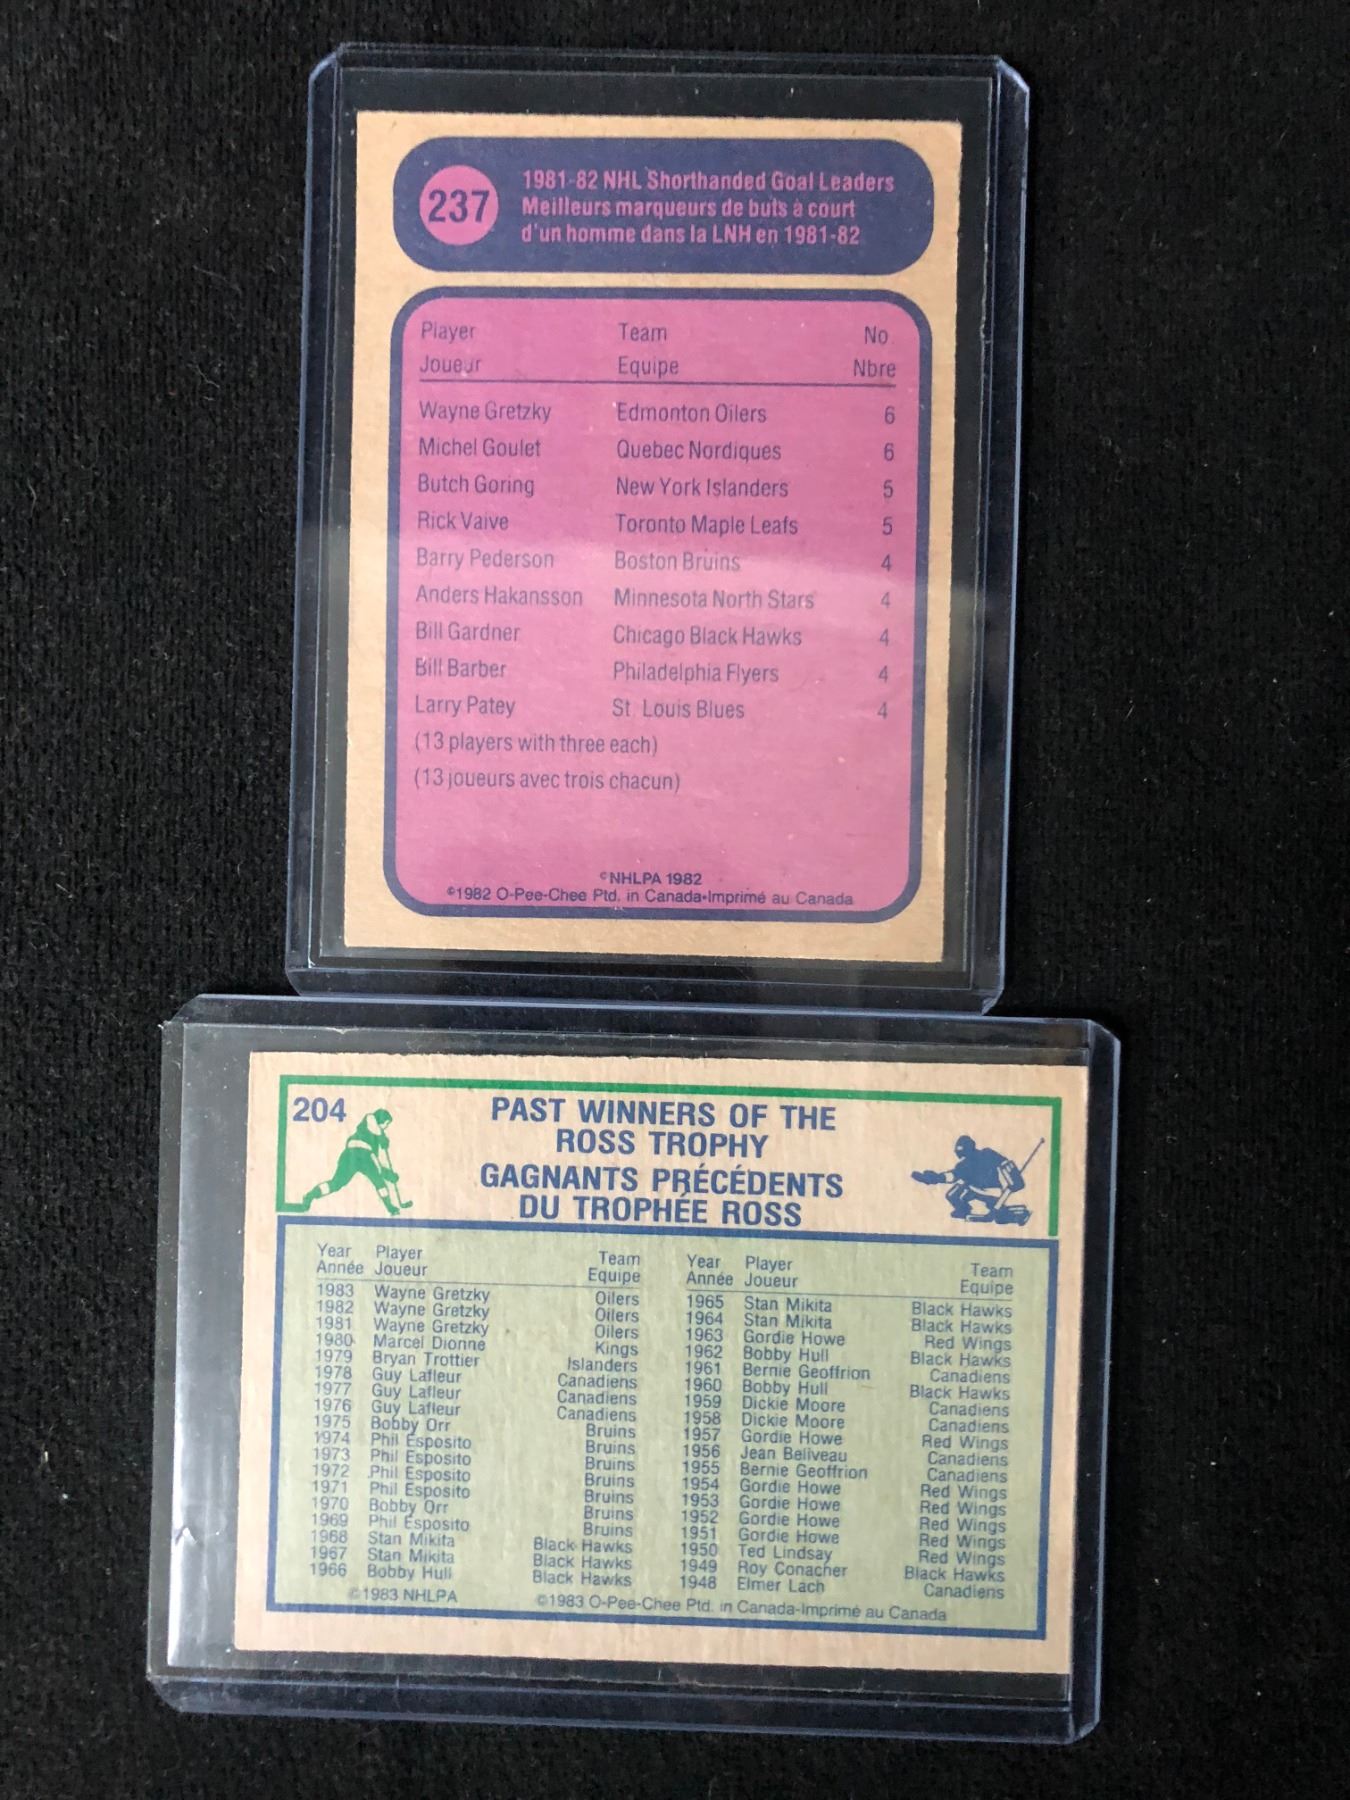 237
1981-82 NHL Shorthanded Goal Leaders
Meilleurs marqueurs de buts à court
d'un homme dans la LNH en 1981-82
Player Team No.
Joueur Equipe Nbre
Wayne Gretzky Edmonton Oilers 6
Michel Goulet Quebec Nordiques 6
Butch Goring New York Islanders 5
Rick Vaive Toronto Maple Leafs 5
Barry Pederson Boston Bruins 4
Anders Hakansson Minnesota North Stars 4
Bill Gardner Chicago Black Hawks 4
Bill Barber Philadelphia Flyers 4
Larry Patey St. Louis Blues 4
(13 players with three each)
(13 joueurs avec trois chacun)
©NHLPA 1982
©1982 O-Pee-Chee Ptd. in Canada-Imprimé au Canada
204
PAST WINNERS OF THE
ROSS TROPHY
GAGNANTS PRÉCÉDENTS
DU TROPHÉE ROSS
Year Player Team
Année Joueur Equipe
1983 Wayne Gretzky Oilers
1982 Wayne Gretzky Oilers
1981 Wayne Gretzky Oilers
1980 Marcel Dionne Kings
1979 Bryan Trottier Islanders
1978 Guy Lafleur Canadiens
1977 Guy Lafleur Canadiens
1976 Guy Lafleur Canadiens
1975 Bobby Orr Bruins
1974 Phil Esposito Bruins
1973 Phil Esposito Bruins
1972 Phil Esposito Bruins
1971 Phil Esposito Bruins
1970 Bobby Orr Bruins
1969 Phil Esposito Bruins
1968 Stan Mikita Black Hawks
1967 Stan Mikita Black Hawks
1966 Bobby Hull Black Hawks
Year Player Team
Année Joueur Equipe
1965 Stan Mikita Black Hawks
1964 Stan Mikita Black Hawks
1963 Gordie Howe Red Wings
1962 Bobby Hull Black Hawks
1961 Bernie Geoffrion Canadiens
1960 Bobby Hull Black Hawks
1959 Dickie Moore Canadiens
1958 Dickie Moore Canadiens
1957 Gordie Howe Red Wings
1956 Jean Beliveau Canadiens
1955 Bernie Geoffrion Canadiens
1954 Gordie Howe Red Wings
1953 Gordie Howe Red Wings
1952 Gordie Howe Red Wings
1951 Gordie Howe Red Wings
1950 Ted Lindsay Red Wings
1949 Roy Conacher Black Hawks
1948 Elmer Lach Canadiens
©1983 NHLPA ©1983 O-Pee-Chee Ptd. in Canada-Imprimé au Canada